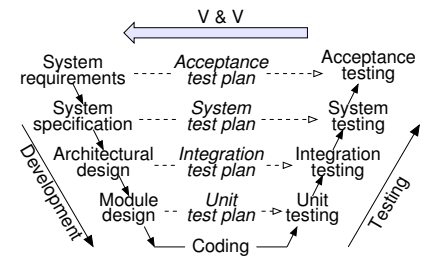 V & V
System
requirements
Acceptance
test plan
Acceptance
testing
System
specification
System
test plan
System
testing
Architectural
design
Integration
test plan
Integration
testing
Module
design
Unit
test plan
Unit
testing
Coding
Development
Testing